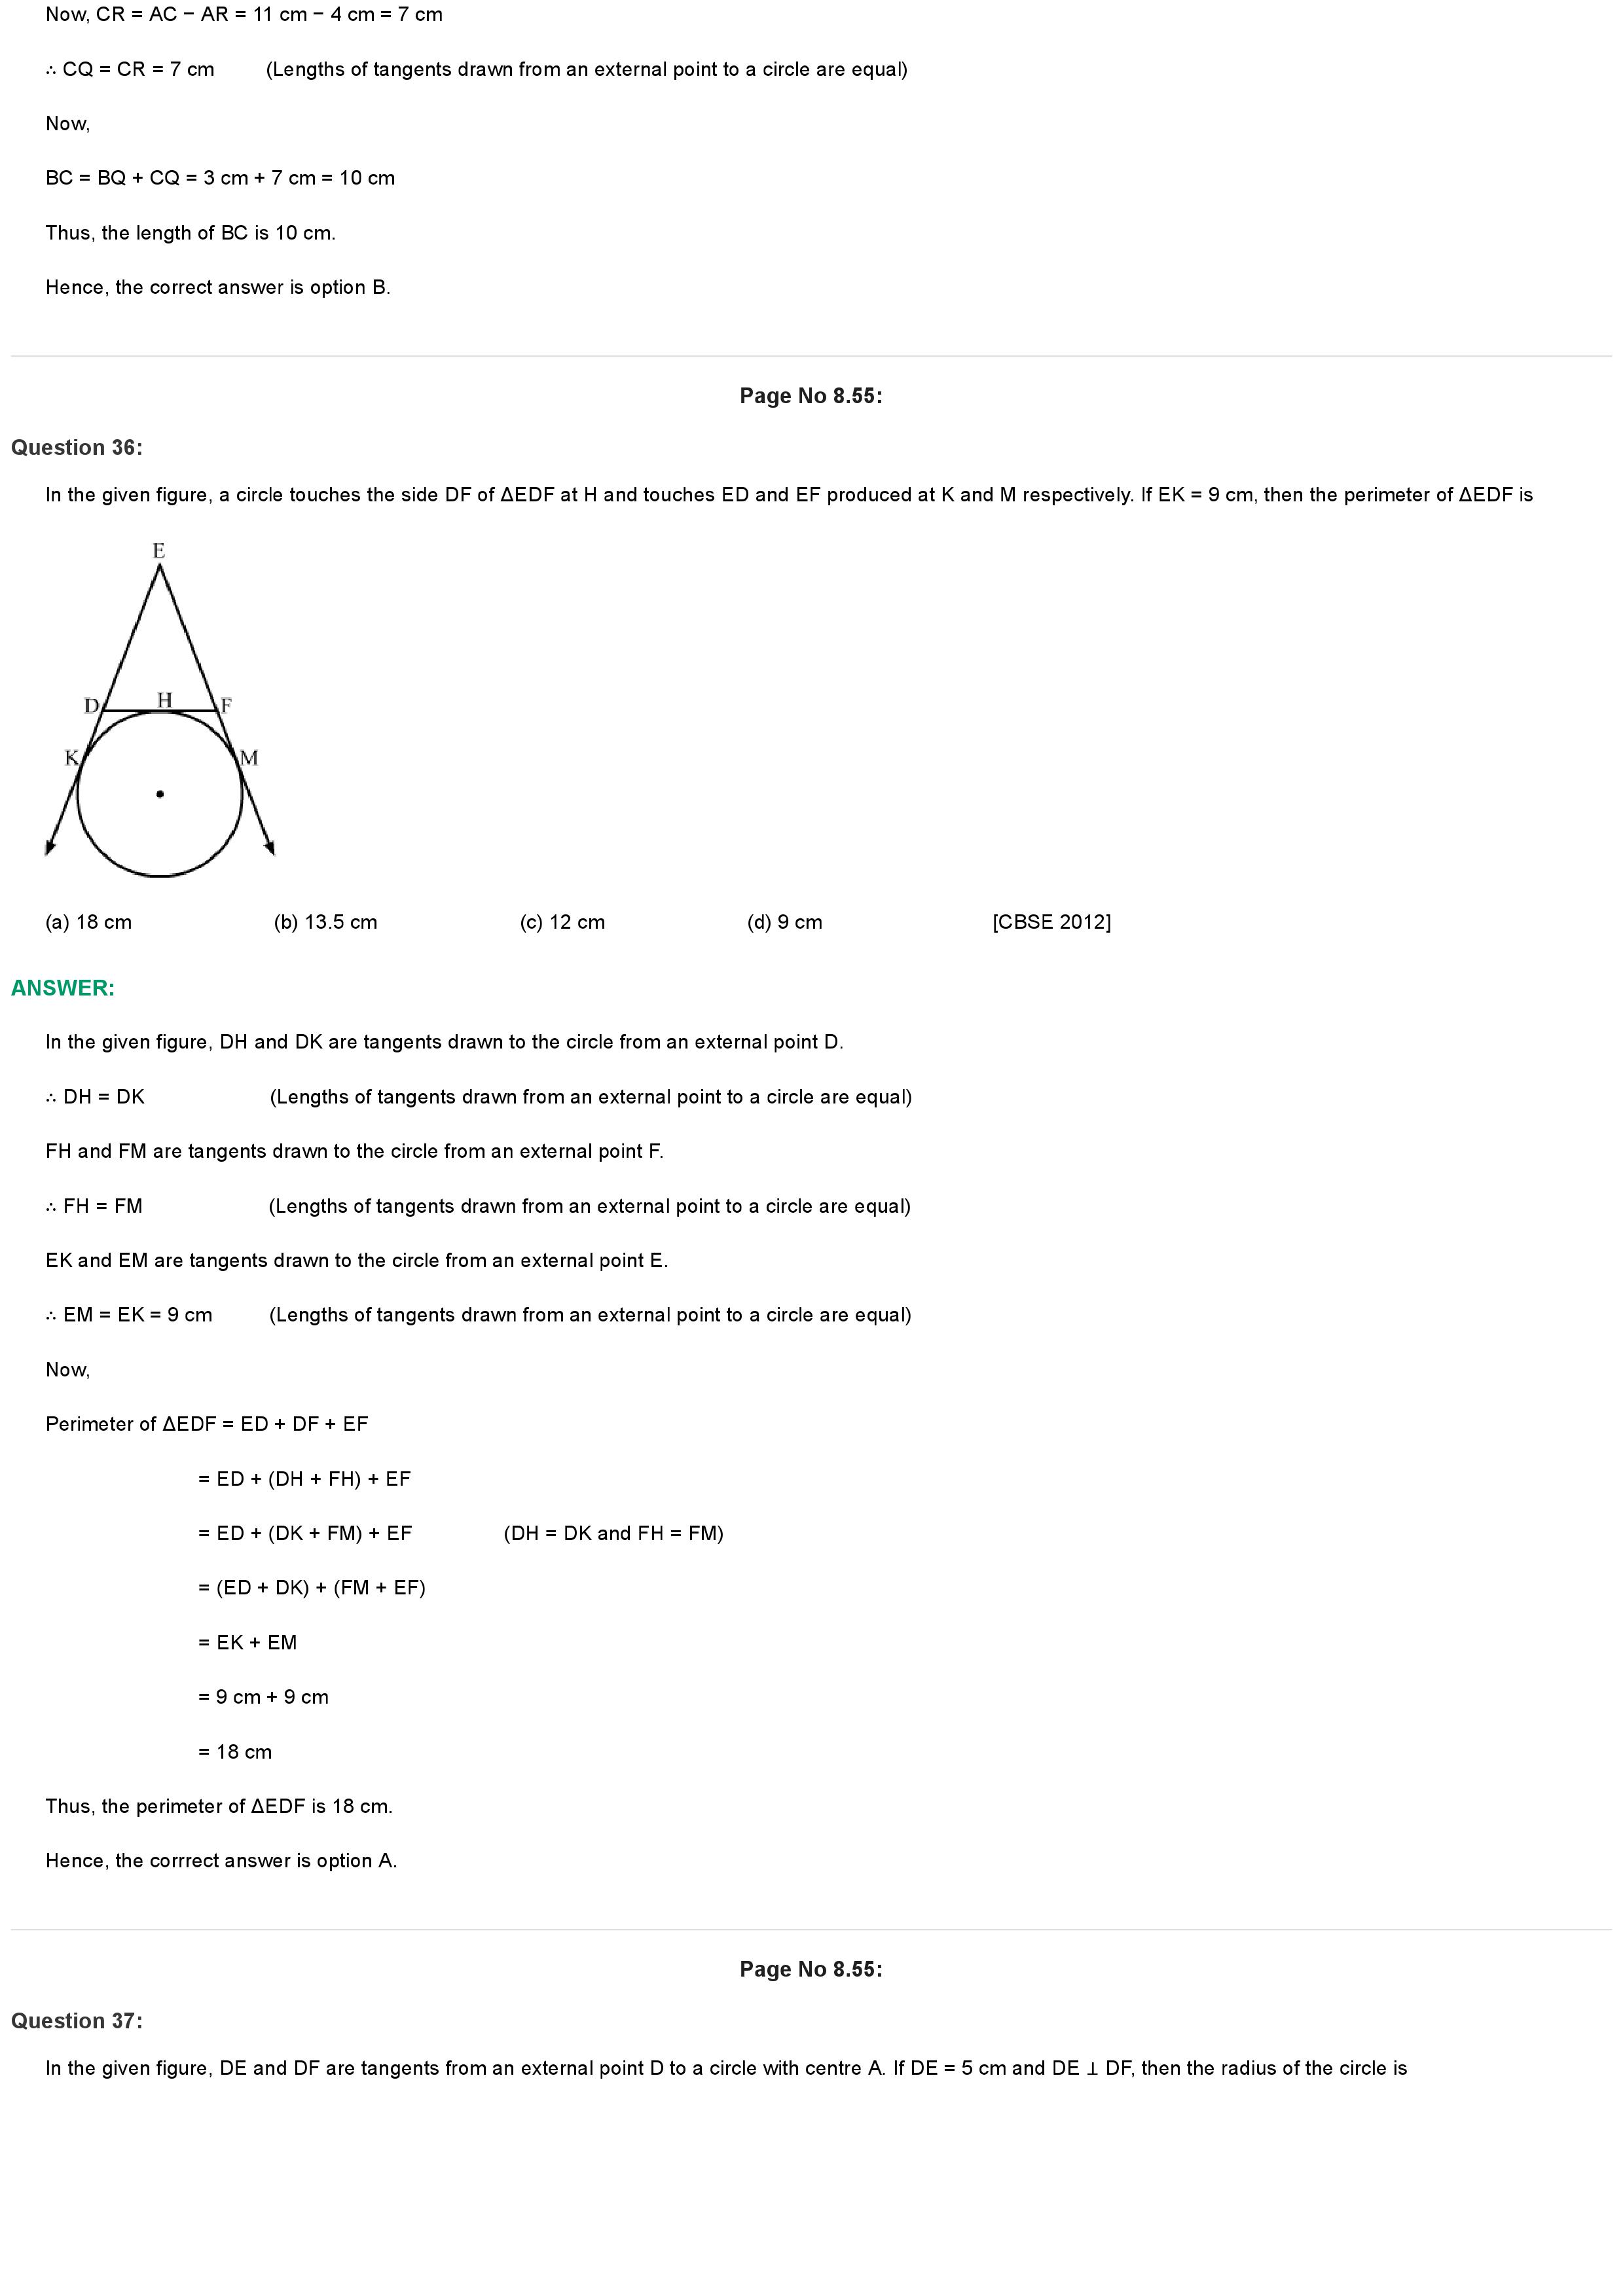 Now, CR = AC − AR = 11 cm − 4 cm = 7 cm
∴ CQ = CR = 7 cm (Lengths of tangents drawn from an external point to a circle are equal)
Now,
BC = BQ + CQ = 3 cm + 7 cm = 10 cm
Thus, the length of BC is 10 cm.
Hence, the correct answer is option B.
Page No 8.55:
Question 36:
In the given figure, a circle touches the side DF of ΔEDF at H and touches ED and EF produced at K and M respectively. If EK = 9 cm, then the perimeter of ΔEDF is
E
D H F
K M
(a) 18 cm (b) 13.5 cm (c) 12 cm (d) 9 cm [CBSE 2012]
ANSWER:
In the given figure, DH and DK are tangents drawn to the circle from an external point D.
∴ DH = DK (Lengths of tangents drawn from an external point to a circle are equal)
FH and FM are tangents drawn to the circle from an external point F.
∴ FH = FM (Lengths of tangents drawn from an external point to a circle are equal)
EK and EM are tangents drawn to the circle from an external point E.
∴ EM = EK = 9 cm (Lengths of tangents drawn from an external point to a circle are equal)
Now,
Perimeter of ΔEDF = ED + DF + EF
= ED + (DH + FH) + EF
= ED + (DK + FM) + EF (DH = DK and FH = FM)
= (ED + DK) + (FM + EF)
= EK + EM
= 9 cm + 9 cm
= 18 cm
Thus, the perimeter of ΔEDF is 18 cm.
Hence, the corrrect answer is option A.
Page No 8.55:
Question 37:
In the given figure, DE and DF are tangents from an external point D to a circle with centre A. If DE = 5 cm and DE ⊥ DF, then the radius of the circle is